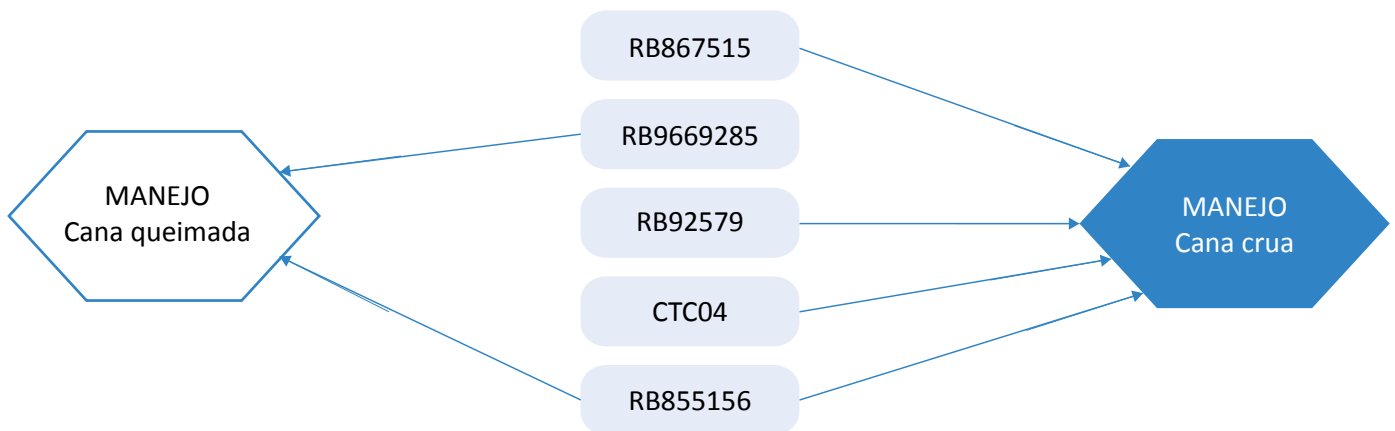 RB867515
RB9669285
RB92579
CTC04
RB855156
MANEJO
Cana queimada
MANEJO
Cana crua